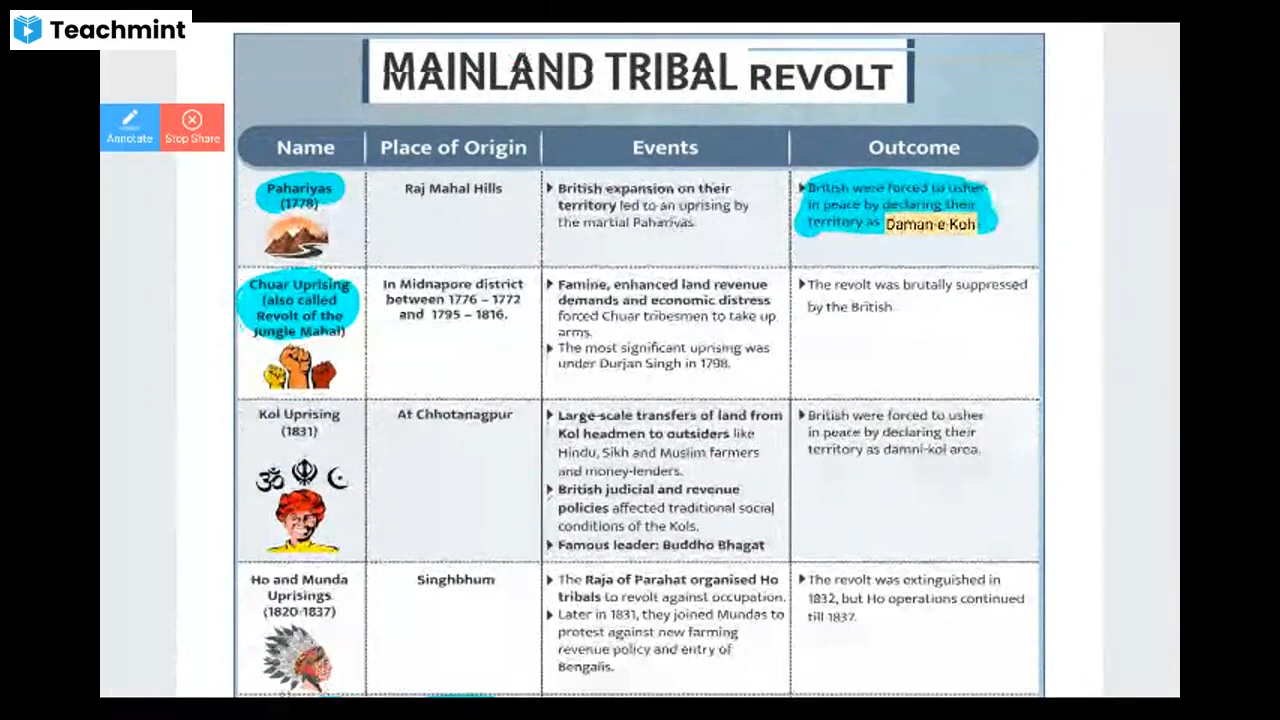 Teachmint
MAINLAND TRIBAL REVOLT
Annotate
Stop Share
Name
Place of Origin
Events
Outcome
Pahariyas
(1778)
Raj Mahal Hills
British expansion on their
territory led to an uprising by
the martial Paharivas.
British were forced to usher
in peace by declaring their
territory as Daman-e-Koh
Chuar Uprising
(also called
Revolt of the
Jungle Mahal)
In Midnapore district
between 1776 – 1772
and 1795 – 1816.
Famine, enhanced land revenue
demands and economic distress
forced Chuar tribesmen to take up
arms.
The most significant uprising was
under Durjan Singh in 1798.
The revolt was brutally suppressed
by the British
Kol Uprising
(1831)
At Chhotanagpur
Large-scale transfers of land from
Kol headmen to outsiders like
Hindu, Sikh and Muslim farmers
and money-lenders.
British judicial and revenue
policies affected traditional social
conditions of the Kols.
Famous leader: Buddho Bhagat
British were forced to usher
in peace by declaring their
territory as damni-koi area.
Ho and Munda
Uprisings
(1820-1837)
Singhbhum
The Raja of Parahat organised Ho
tribals to revolt against occupation.
Later in 1831, they joined Mundas to
protest against new farming
revenue policy and entry of
Bengalis.
The revolt was extinguished in
1832, but Ho operations continued
till 1837.